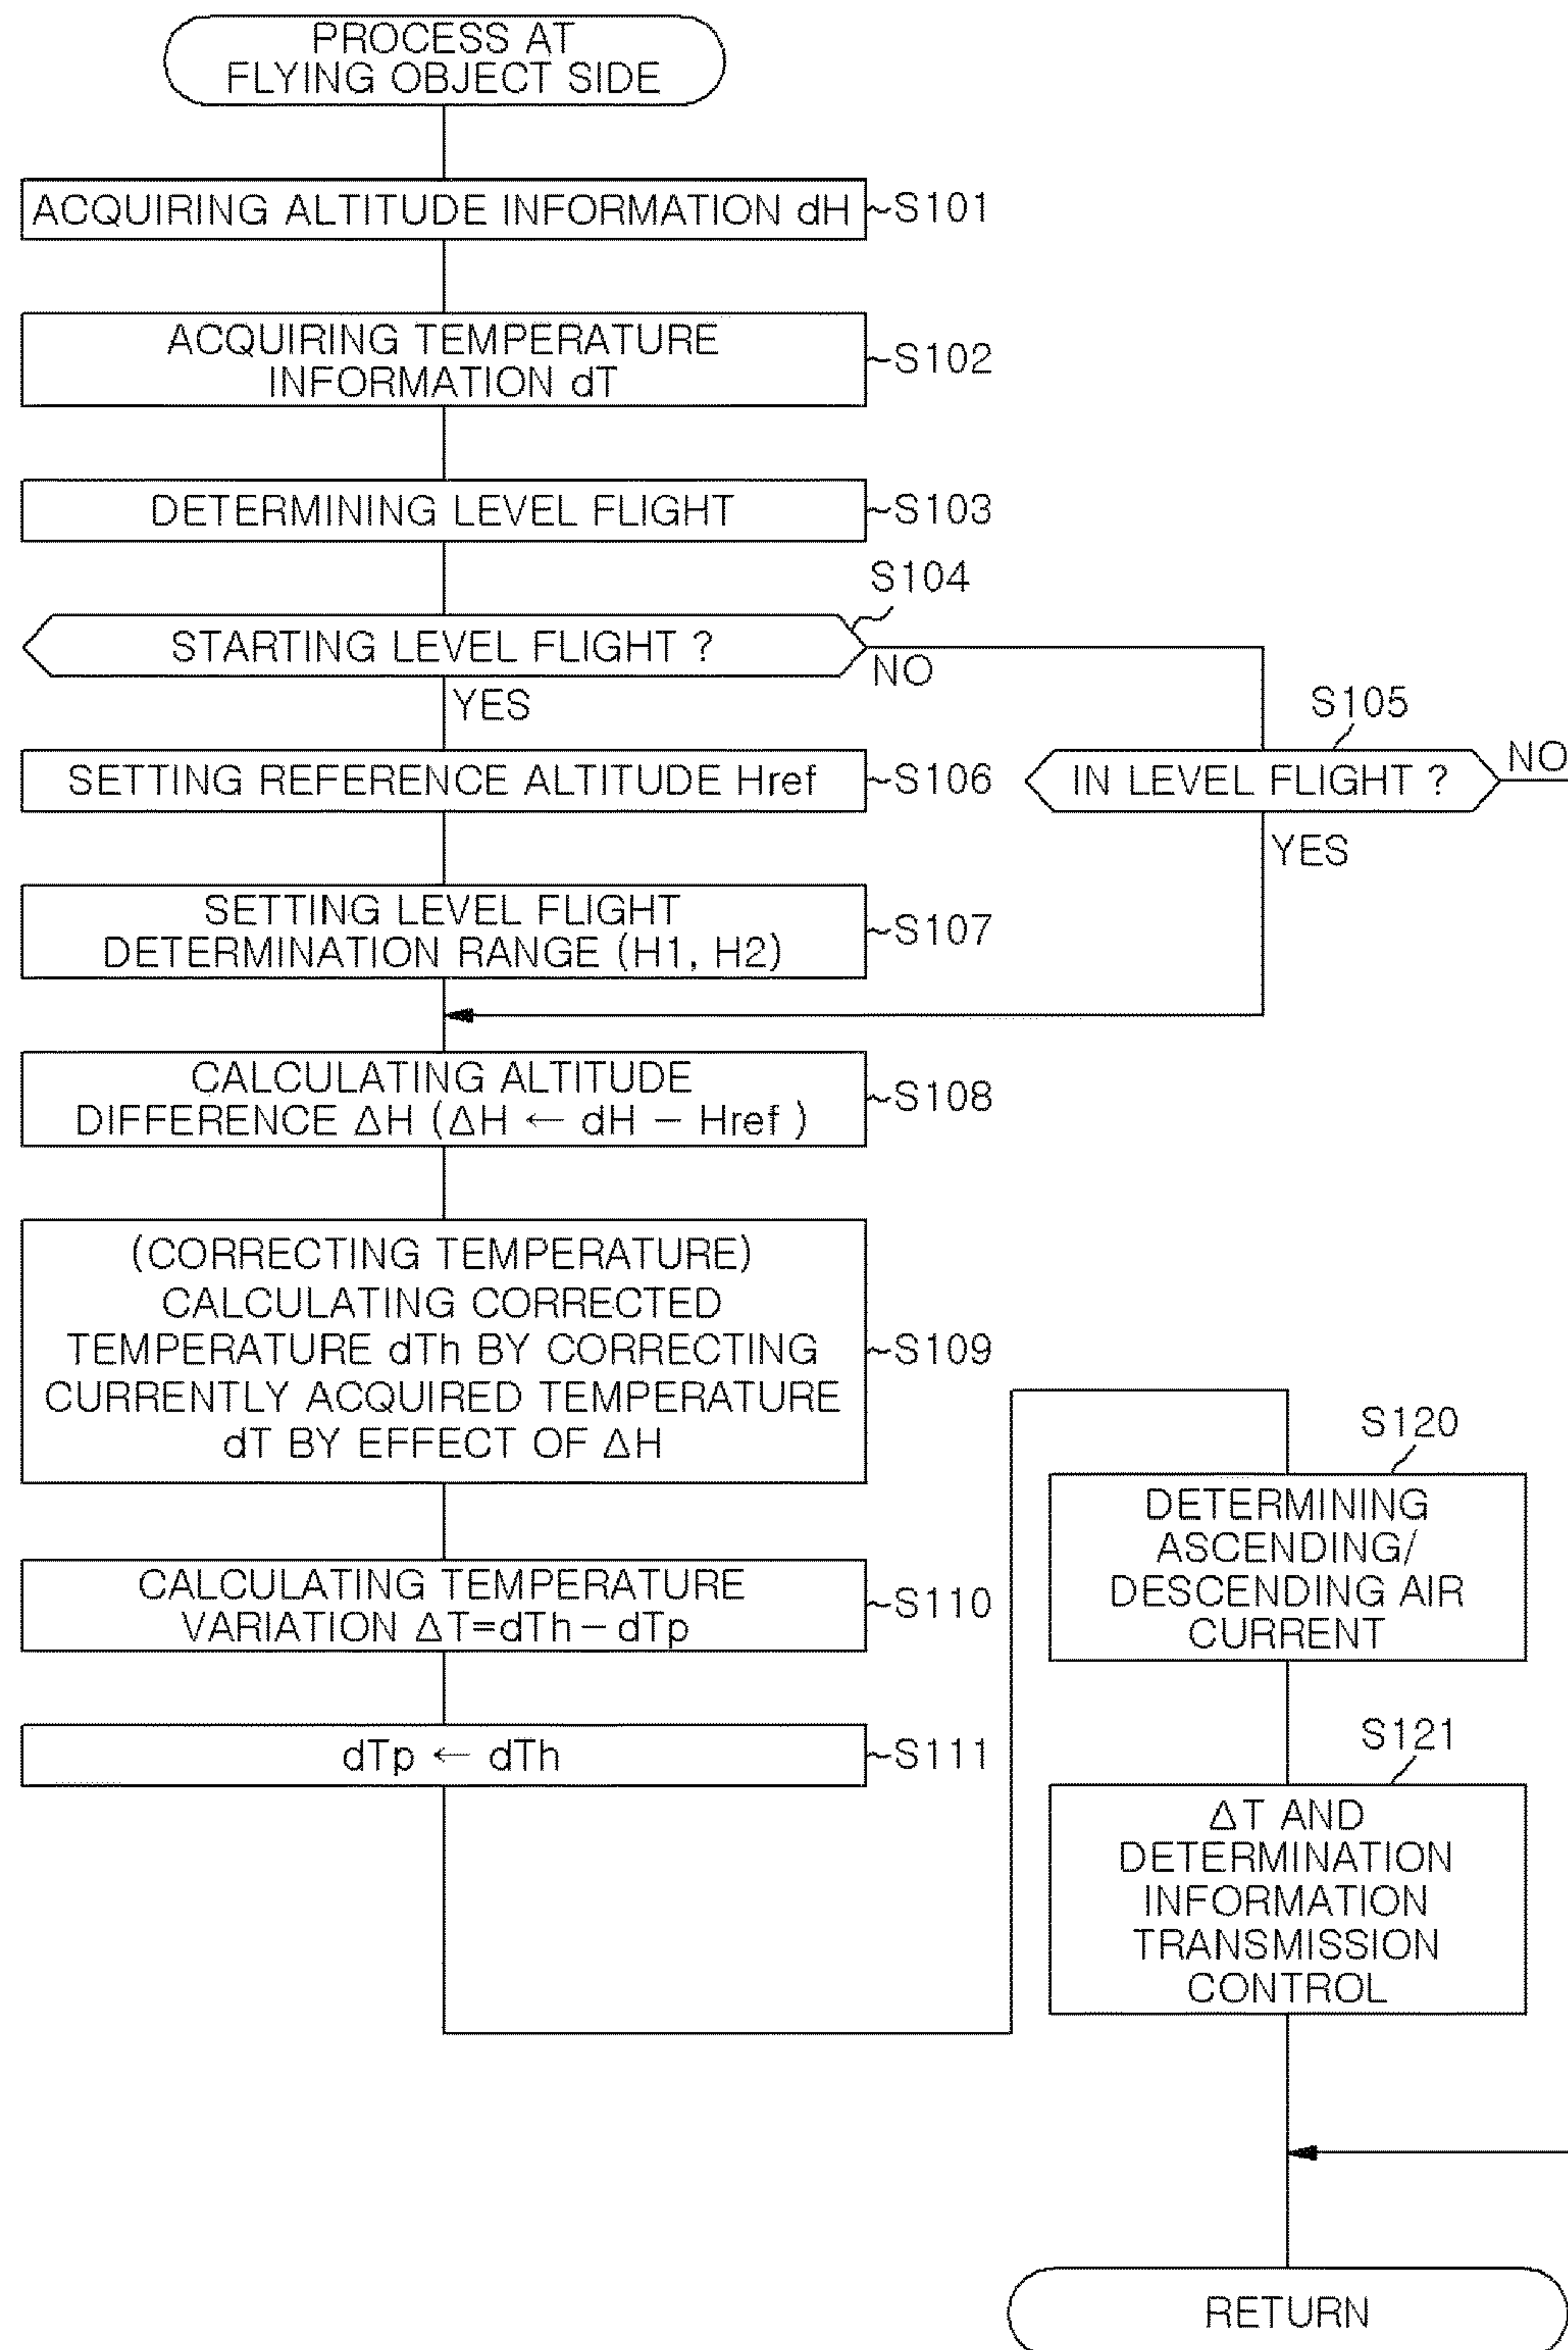 PROCESS AT
FLYING OBJECT SIDE
ACQUIRING ALTITUDE INFORMATION dH
S101
ACQUIRING TEMPERATURE
INFORMATION dT
S102
DETERMINING LEVEL FLIGHT
S103
S104
STARTING LEVEL FLIGHT ?
NO
YES
S105
IN LEVEL FLIGHT ?
NO
YES
SETTING REFERENCE ALTITUDE Href
S106
SETTING LEVEL FLIGHT
DETERMINATION RANGE (H1, H2)
S107
CALCULATING ALTITUDE
DIFFERENCE ΔH (ΔH ← dH − Href )
S108
(CORRECTING TEMPERATURE)
CALCULATING CORRECTED
TEMPERATURE dTh BY CORRECTING
CURRENTLY ACQUIRED TEMPERATURE
dT BY EFFECT OF ΔH
S109
CALCULATING TEMPERATURE
VARIATION ΔT=dTh − dTp
S110
dTp ← dTh
S111
S120
DETERMINING
ASCENDING/
DESCENDING AIR
CURRENT
S121
ΔT AND
DETERMINATION
INFORMATION
TRANSMISSION
CONTROL
RETURN